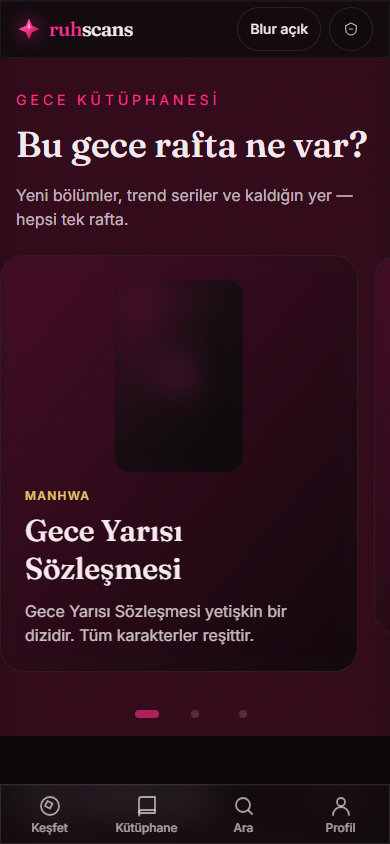 ruhscans
Blur açık
GECE KÜTÜPHANESİ
Bu gece rafta ne var?
Yeni bölümler, trend seriler ve kaldığın yer —
hepsi tek rafta.
MANHWA
Gece Yarısı
Sözleşmesi
Gece Yarısı Sözleşmesi yetişkin bir
dizidir. Tüm karakterler reşittir.
Keşfet
Kütüphane
Ara
Profil